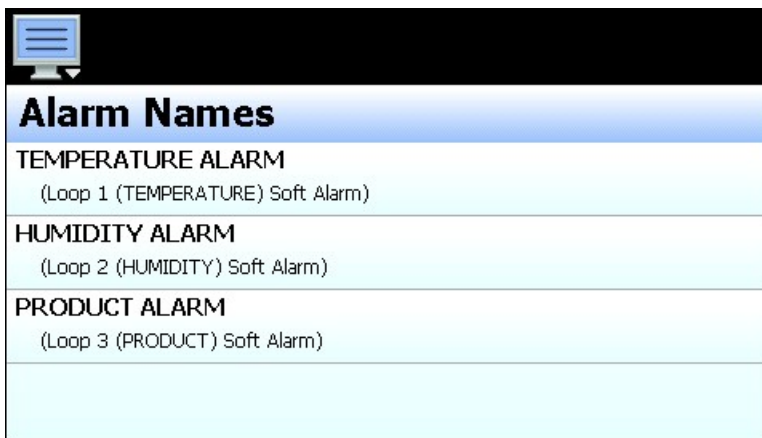 Alarm Names
TEMPERATURE ALARM
(Loop 1 (TEMPERATURE) Soft Alarm)
HUMIDITY ALARM
(Loop 2 (HUMIDITY) Soft Alarm)
PRODUCT ALARM
(Loop 3 (PRODUCT) Soft Alarm)